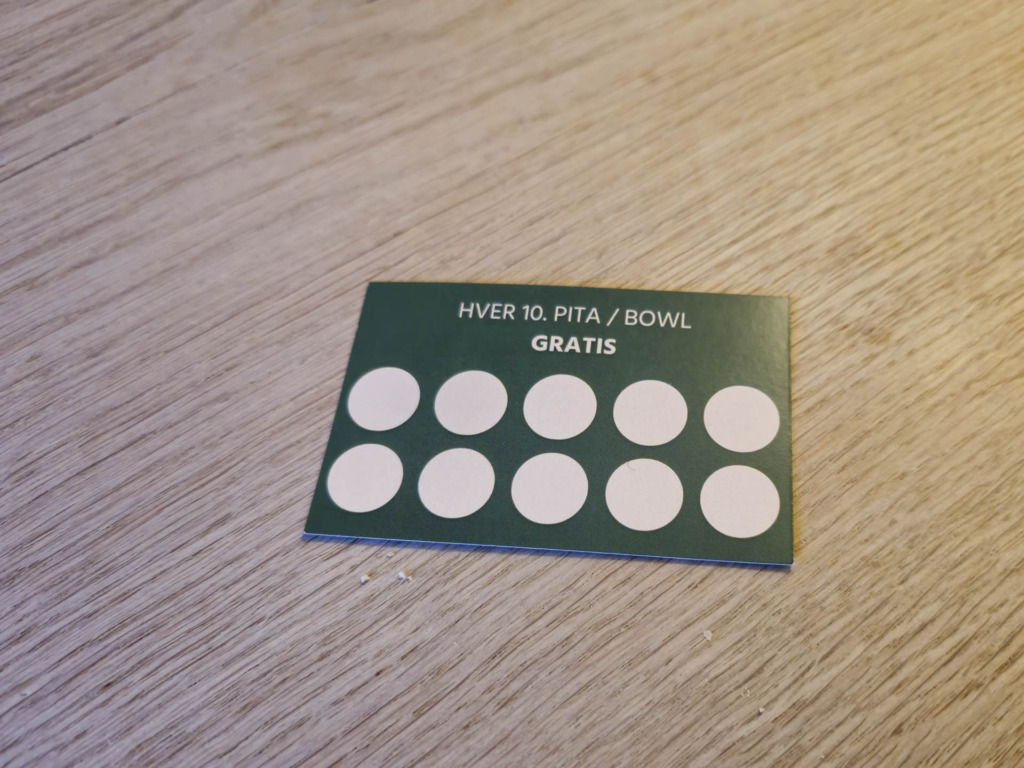 HVER 10. PITA / BOWL
GRATIS